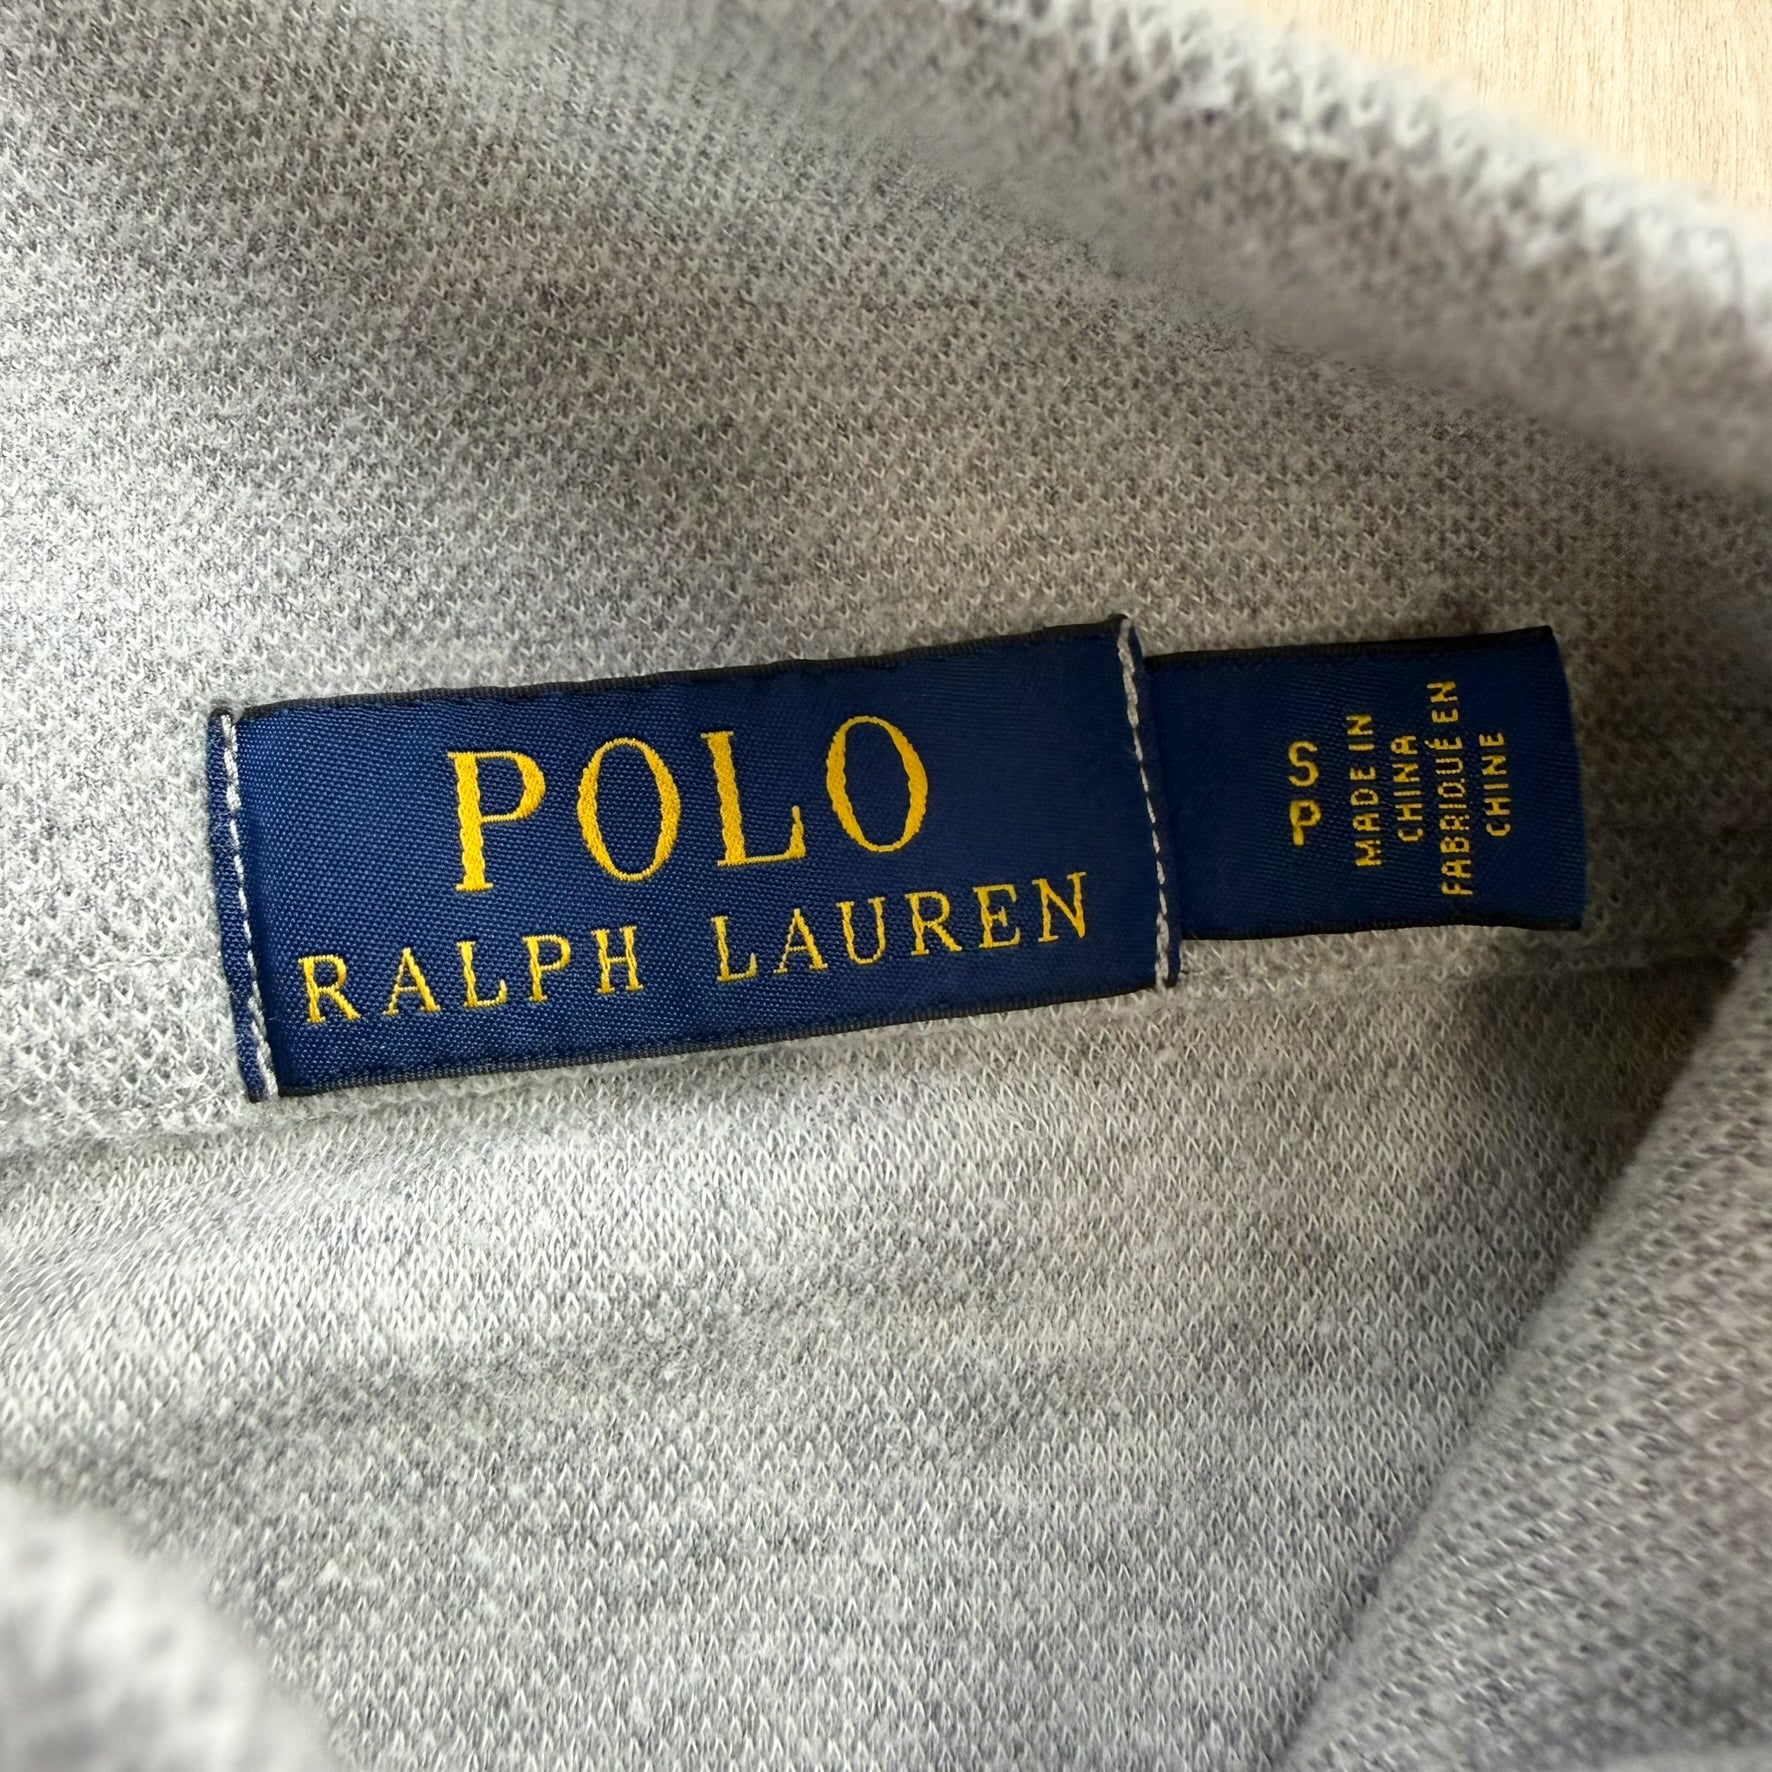 POLO
RALPH LAUREN
S
P
MADE IN
CHINA
FABRIQUÉ EN
CHINE